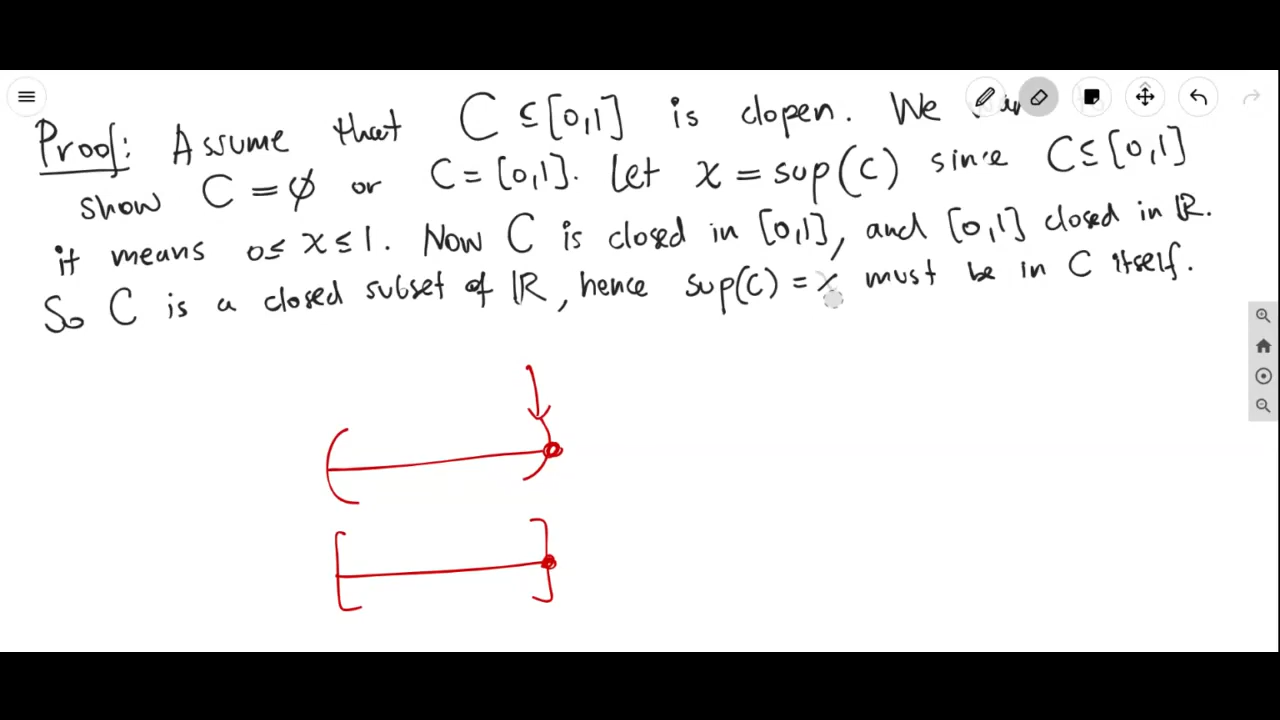 Proof: Assume that C ⊆ [0,1] is clopen. We
show C = ∅ or C = [0,1]. Let x = sup(C) since C ⊆ [0,1]
it means 0 ≤ x ≤ 1. Now C is closed in [0,1], and [0,1] closed in ℝ.
So C is a closed subset of ℝ, hence sup(C) = x must be in C itself.